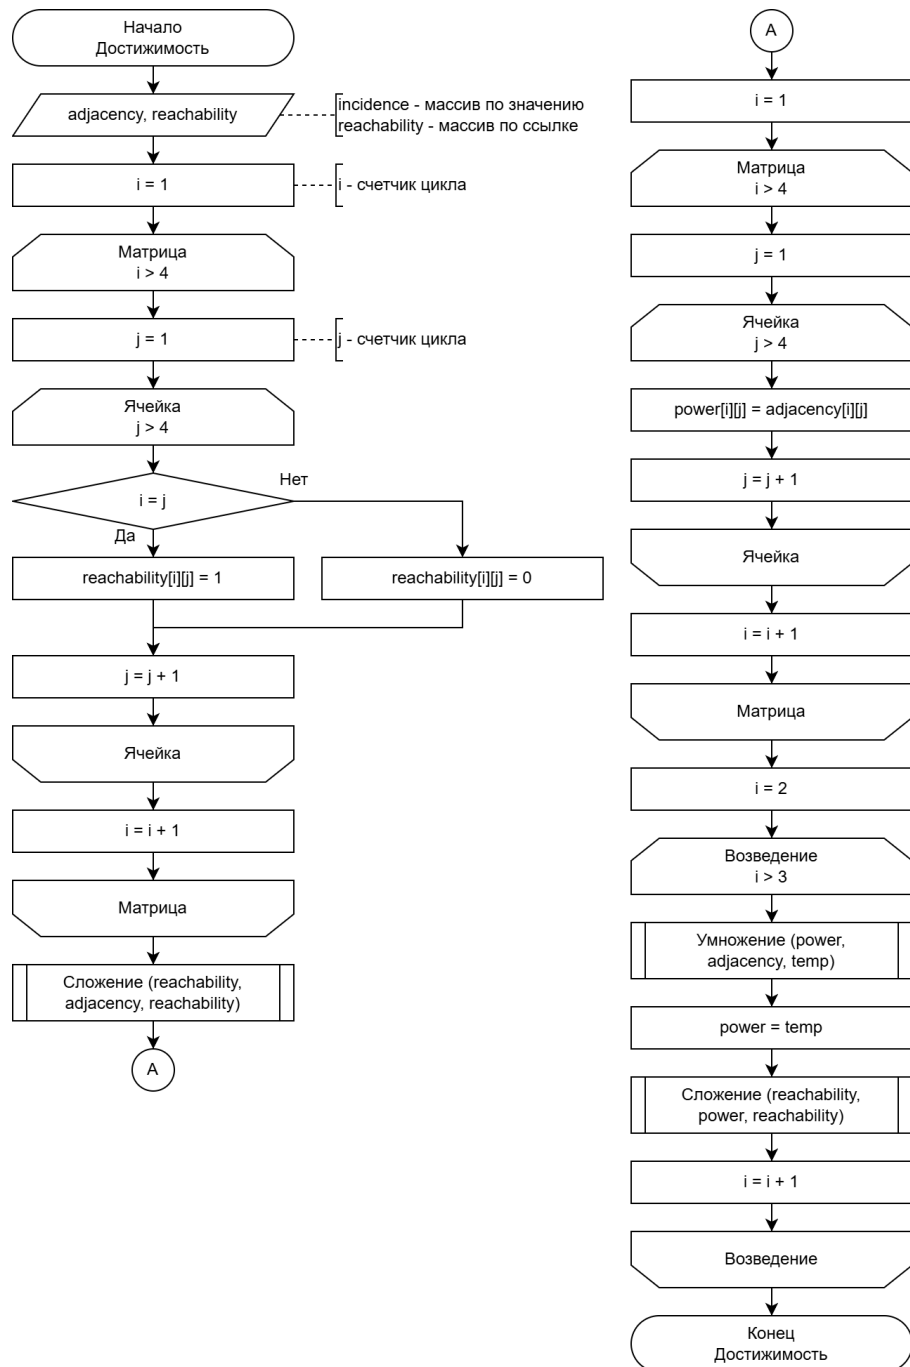 Начало
Достижимость
adjacency, reachability
incidence - массив по значению
reachability - массив по ссылке
i = 1
i - счетчик цикла
Матрица
i > 4
j = 1
j - счетчик цикла
Ячейка
j > 4
i = j
Нет
Да
reachability[i][j] = 1
reachability[i][j] = 0
j = j + 1
Ячейка
i = i + 1
Матрица
Сложение (reachability,
adjacency, reachability)
A
A
i = 1
Матрица
i > 4
j = 1
Ячейка
j > 4
power[i][j] = adjacency[i][j]
j = j + 1
Ячейка
i = i + 1
Матрица
i = 2
Возведение
i > 3
Умножение (power,
adjacency, temp)
power = temp
Сложение (reachability,
power, reachability)
i = i + 1
Возведение
Конец
Достижимость